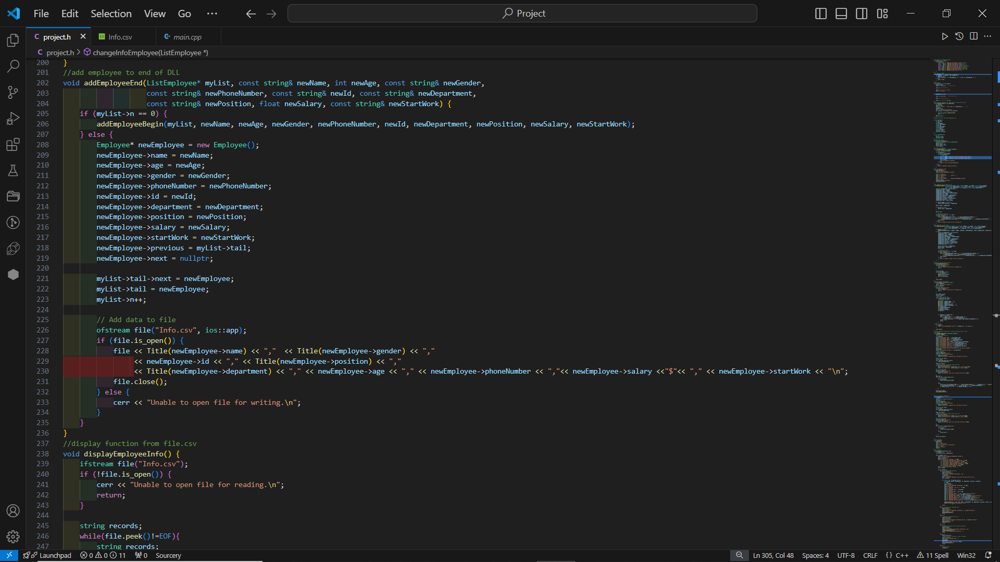 File Edit Selection View Go ··· Project
project.h Info.csv main.cpp
project.h > changeInfoEmployee(ListEmployee *)
200 }
201 //add employee to end of DLL
202 void addEmployeeEnd(ListEmployee* myList, const string& newName, int newAge, const string& newGender,
203 const string& newPhoneNumber, const string& newId, const string& newDepartment,
204 const string& newPosition, float newSalary, const string& newStartWork) {
205 if (myList->n == 0) {
206 addEmployeeBegin(myList, newName, newAge, newGender, newPhoneNumber, newId, newDepartment, newPosition, newSalary, newStartWork);
207 } else {
208 Employee* newEmployee = new Employee();
209 newEmployee->name = newName;
210 newEmployee->age = newAge;
211 newEmployee->gender = newGender;
212 newEmployee->phoneNumber = newPhoneNumber;
213 newEmployee->id = newId;
214 newEmployee->department = newDepartment;
215 newEmployee->position = newPosition;
216 newEmployee->salary = newSalary;
217 newEmployee->startWork = newStartWork;
218 newEmployee->previous = myList->tail;
219 newEmployee->next = nullptr;
220
221 myList->tail->next = newEmployee;
222 myList->tail = newEmployee;
223 myList->n++;
224
225 // Add data to file
226 ofstream file("Info.csv", ios::app);
227 if (file.is_open()) {
228 file << Title(newEmployee->name) << ","  << Title(newEmployee->gender) << ","
229 << newEmployee->id << "," << Title(newEmployee->position) << ","
230 << Title(newEmployee->department) << "," << newEmployee->age << "," << newEmployee->phoneNumber << ","<< newEmployee->salary <<"$"<< "," << newEmployee->startWork << "\n";
231 file.close();
232 } else {
233 cerr << "Unable to open file for writing.\n";
234 }
235 }
236 }
237 //display function from file.csv
238 void displayEmployeeInfo() {
239 ifstream file("Info.csv");
240 if (!file.is_open()) {
241 cerr << "Unable to open file for reading.\n";
242 return;
243 }
244
245 string records;
246 while(file.peek()!=EOF){
247 string records;
Launchpad 0 0 11 0 Sourcery Ln 305, Col 48 Spaces: 4 UTF-8 CRLF {} C++ 11 Spell Win32